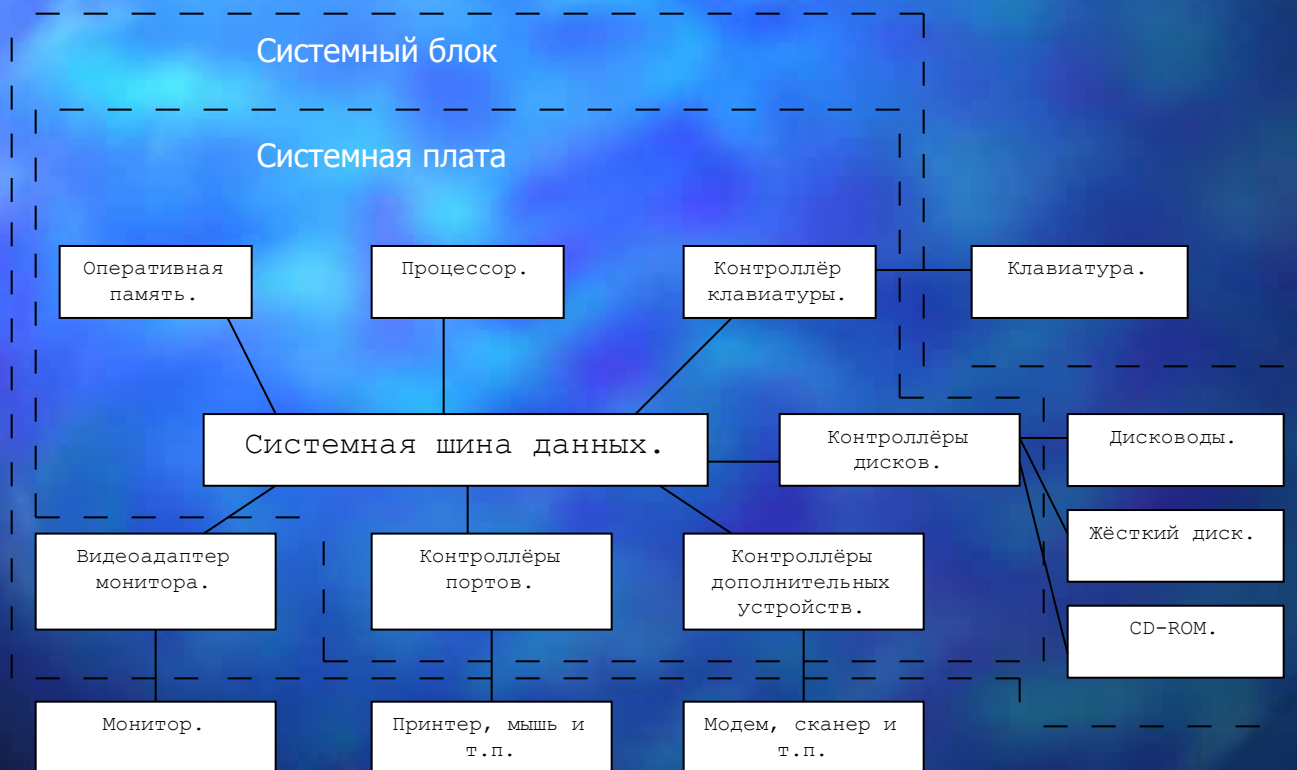 Системный блок
Системная плата
Оперативная
память.
Процессор.
Контроллёр
клавиатуры.
Клавиатура.
Системная шина данных.
Контроллёры
дисков.
Дисководы.
Жёсткий диск.
CD-ROM.
Видеоадаптер
монитора.
Контроллёры
портов.
Контроллёры
дополнительных
устройств.
Монитор.
Принтер, мышь и
т.п.
Модем, сканер и
т.п.